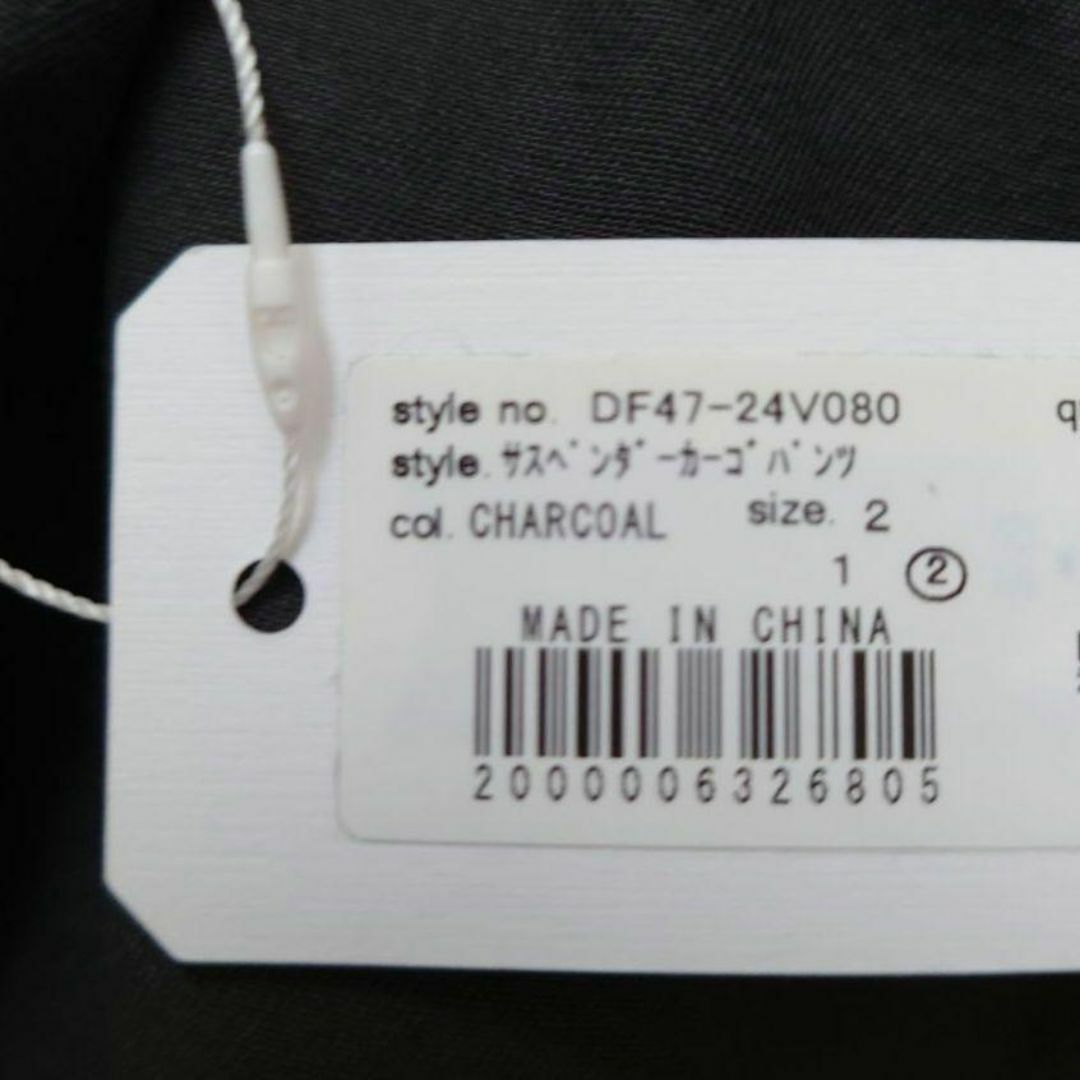 style no. DF47-24V080
style. ｻｽﾍﾟﾝﾀﾞｰｶｰｺﾞﾊﾟﾝﾂ
col. CHARCOAL size. 2
1 ②
MADE IN CHINA
2000006326805
q